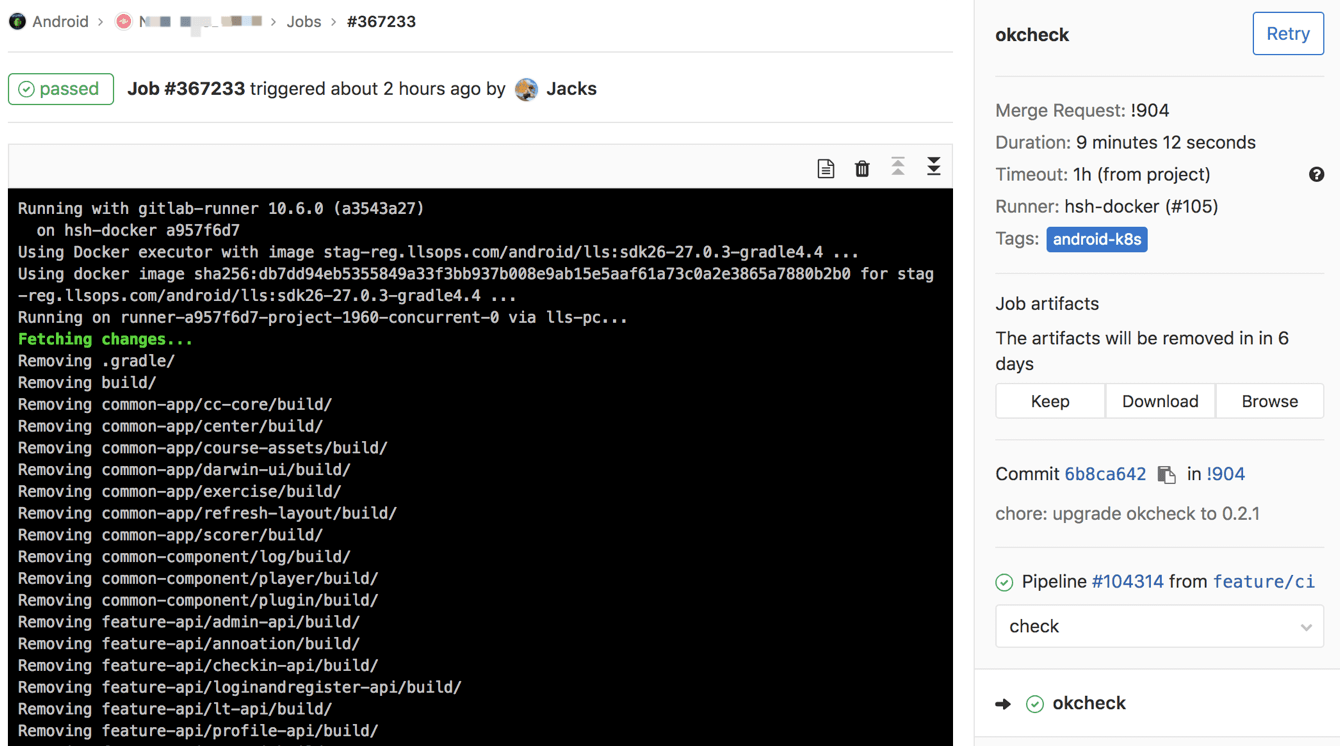 Android > > Jobs > #367233
passed Job #367233 triggered about 2 hours ago by Jacks
Running with gitlab-runner 10.6.0 (a3543a27)
on hsh-docker a957f6d7
Using Docker executor with image stag-reg.llsops.com/android/lls:sdk26-27.0.3-gradle4.4 ...
Using docker image sha256:db7dd94eb5355849a33f3bb937b008e9ab15e5aaf61a73c0a2e3865a7880b2b0 for stag
-reg.llsops.com/android/lls:sdk26-27.0.3-gradle4.4 ...
Running on runner-a957f6d7-project-1960-concurrent-0 via lls-pc...
Fetching changes...
Removing .gradle/
Removing build/
Removing common-app/cc-core/build/
Removing common-app/center/build/
Removing common-app/course-assets/build/
Removing common-app/darwin-ui/build/
Removing common-app/exercise/build/
Removing common-app/refresh-layout/build/
Removing common-app/scorer/build/
Removing common-component/log/build/
Removing common-component/player/build/
Removing common-component/plugin/build/
Removing feature-api/admin-api/build/
Removing feature-api/annoation/build/
Removing feature-api/checkin-api/build/
Removing feature-api/loginandregister-api/build/
Removing feature-api/lt-api/build/
Removing feature-api/profile-api/build/
okcheck
Retry
Merge Request: !904
Duration: 9 minutes 12 seconds
Timeout: 1h (from project)
Runner: hsh-docker (#105)
Tags: android-k8s
Job artifacts
The artifacts will be removed in in 6
days
Keep Download Browse
Commit 6b8ca642 in !904
chore: upgrade okcheck to 0.2.1
Pipeline #104314 from feature/ci
check
okcheck